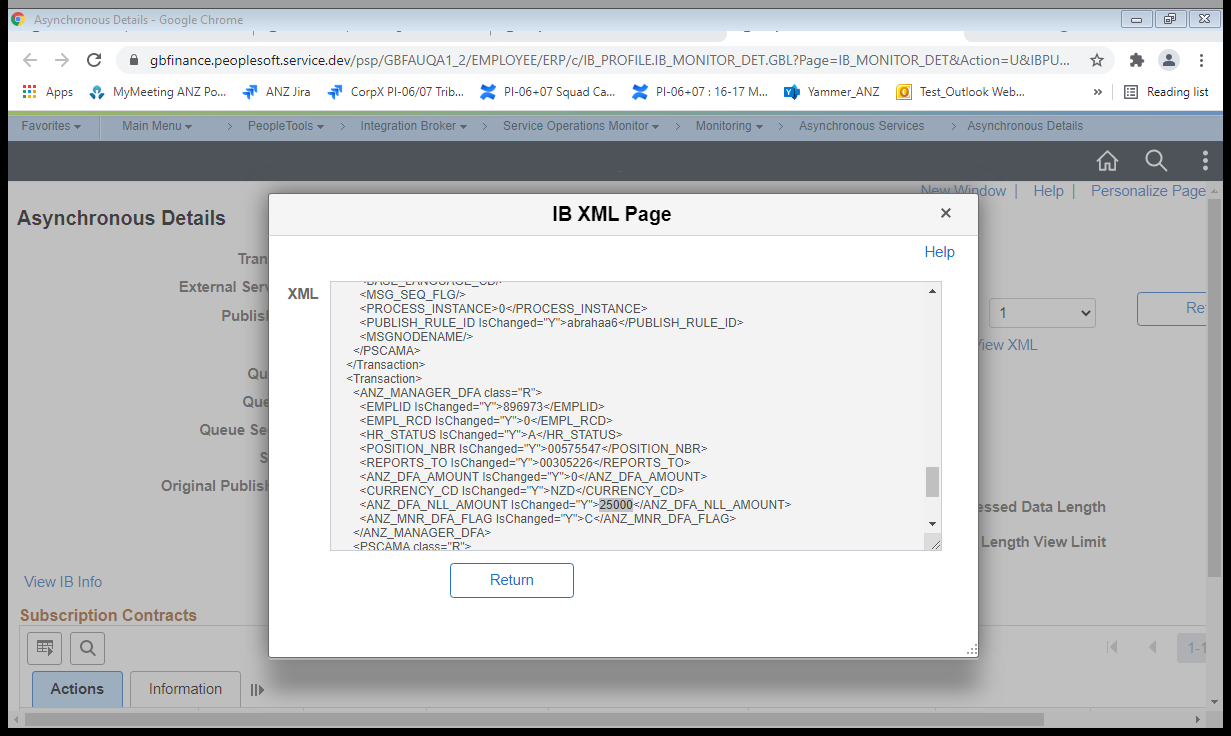 Asynchronous Details - Google Chrome
gbfinance.peoplesoft.service.dev/psp/GBFAUQA1_2/EMPLOYEE/ERP/c/IB_PROFILE.IB_MONITOR_DET.GBL?Page=IB_MONITOR_DET&Action=U&IBPU...
Apps MyMeeting ANZ Po... ANZ Jira CorpX PI-06/07 Trib... PI-06+07 Squad Ca... PI-06+07 : 16-17 M... Yammer_ANZ Test_Outlook Web... » Reading list
Favorites Main Menu > PeopleTools > Integration Broker > Service Operations Monitor > Monitoring > Asynchronous Services > Asynchronous Details
New Window | Help | Personalize Page
Asynchronous Details
Tran
External Serv
Publish
Qu
Que
Queue Se
S
Original Publish
1
Re
View XML
essed Data Length
Length View Limit
IB XML Page
×
Help
XML
<BASE_LANGUAGE_CD/>
<MSG_SEQ_FLG/>
<PROCESS_INSTANCE>0</PROCESS_INSTANCE>
<PUBLISH_RULE_ID IsChanged="Y">abrahaa6</PUBLISH_RULE_ID>
<MSGNODENAME/>
</PSCAMA>
</Transaction>
<Transaction>
<ANZ_MANAGER_DFA class="R">
<EMPLID IsChanged="Y">896973</EMPLID>
<EMPL_RCD IsChanged="Y">0</EMPL_RCD>
<HR_STATUS IsChanged="Y">A</HR_STATUS>
<POSITION_NBR IsChanged="Y">00575547</POSITION_NBR>
<REPORTS_TO IsChanged="Y">00305226</REPORTS_TO>
<ANZ_DFA_AMOUNT IsChanged="Y">0</ANZ_DFA_AMOUNT>
<CURRENCY_CD IsChanged="Y">NZD</CURRENCY_CD>
<ANZ_DFA_NLL_AMOUNT IsChanged="Y">25000</ANZ_DFA_NLL_AMOUNT>
<ANZ_MNR_DFA_FLAG IsChanged="Y">C</ANZ_MNR_DFA_FLAG>
</ANZ_MANAGER_DFA>
<PSCAMA class="R">
Return
View IB Info
Subscription Contracts
1-1
Actions Information